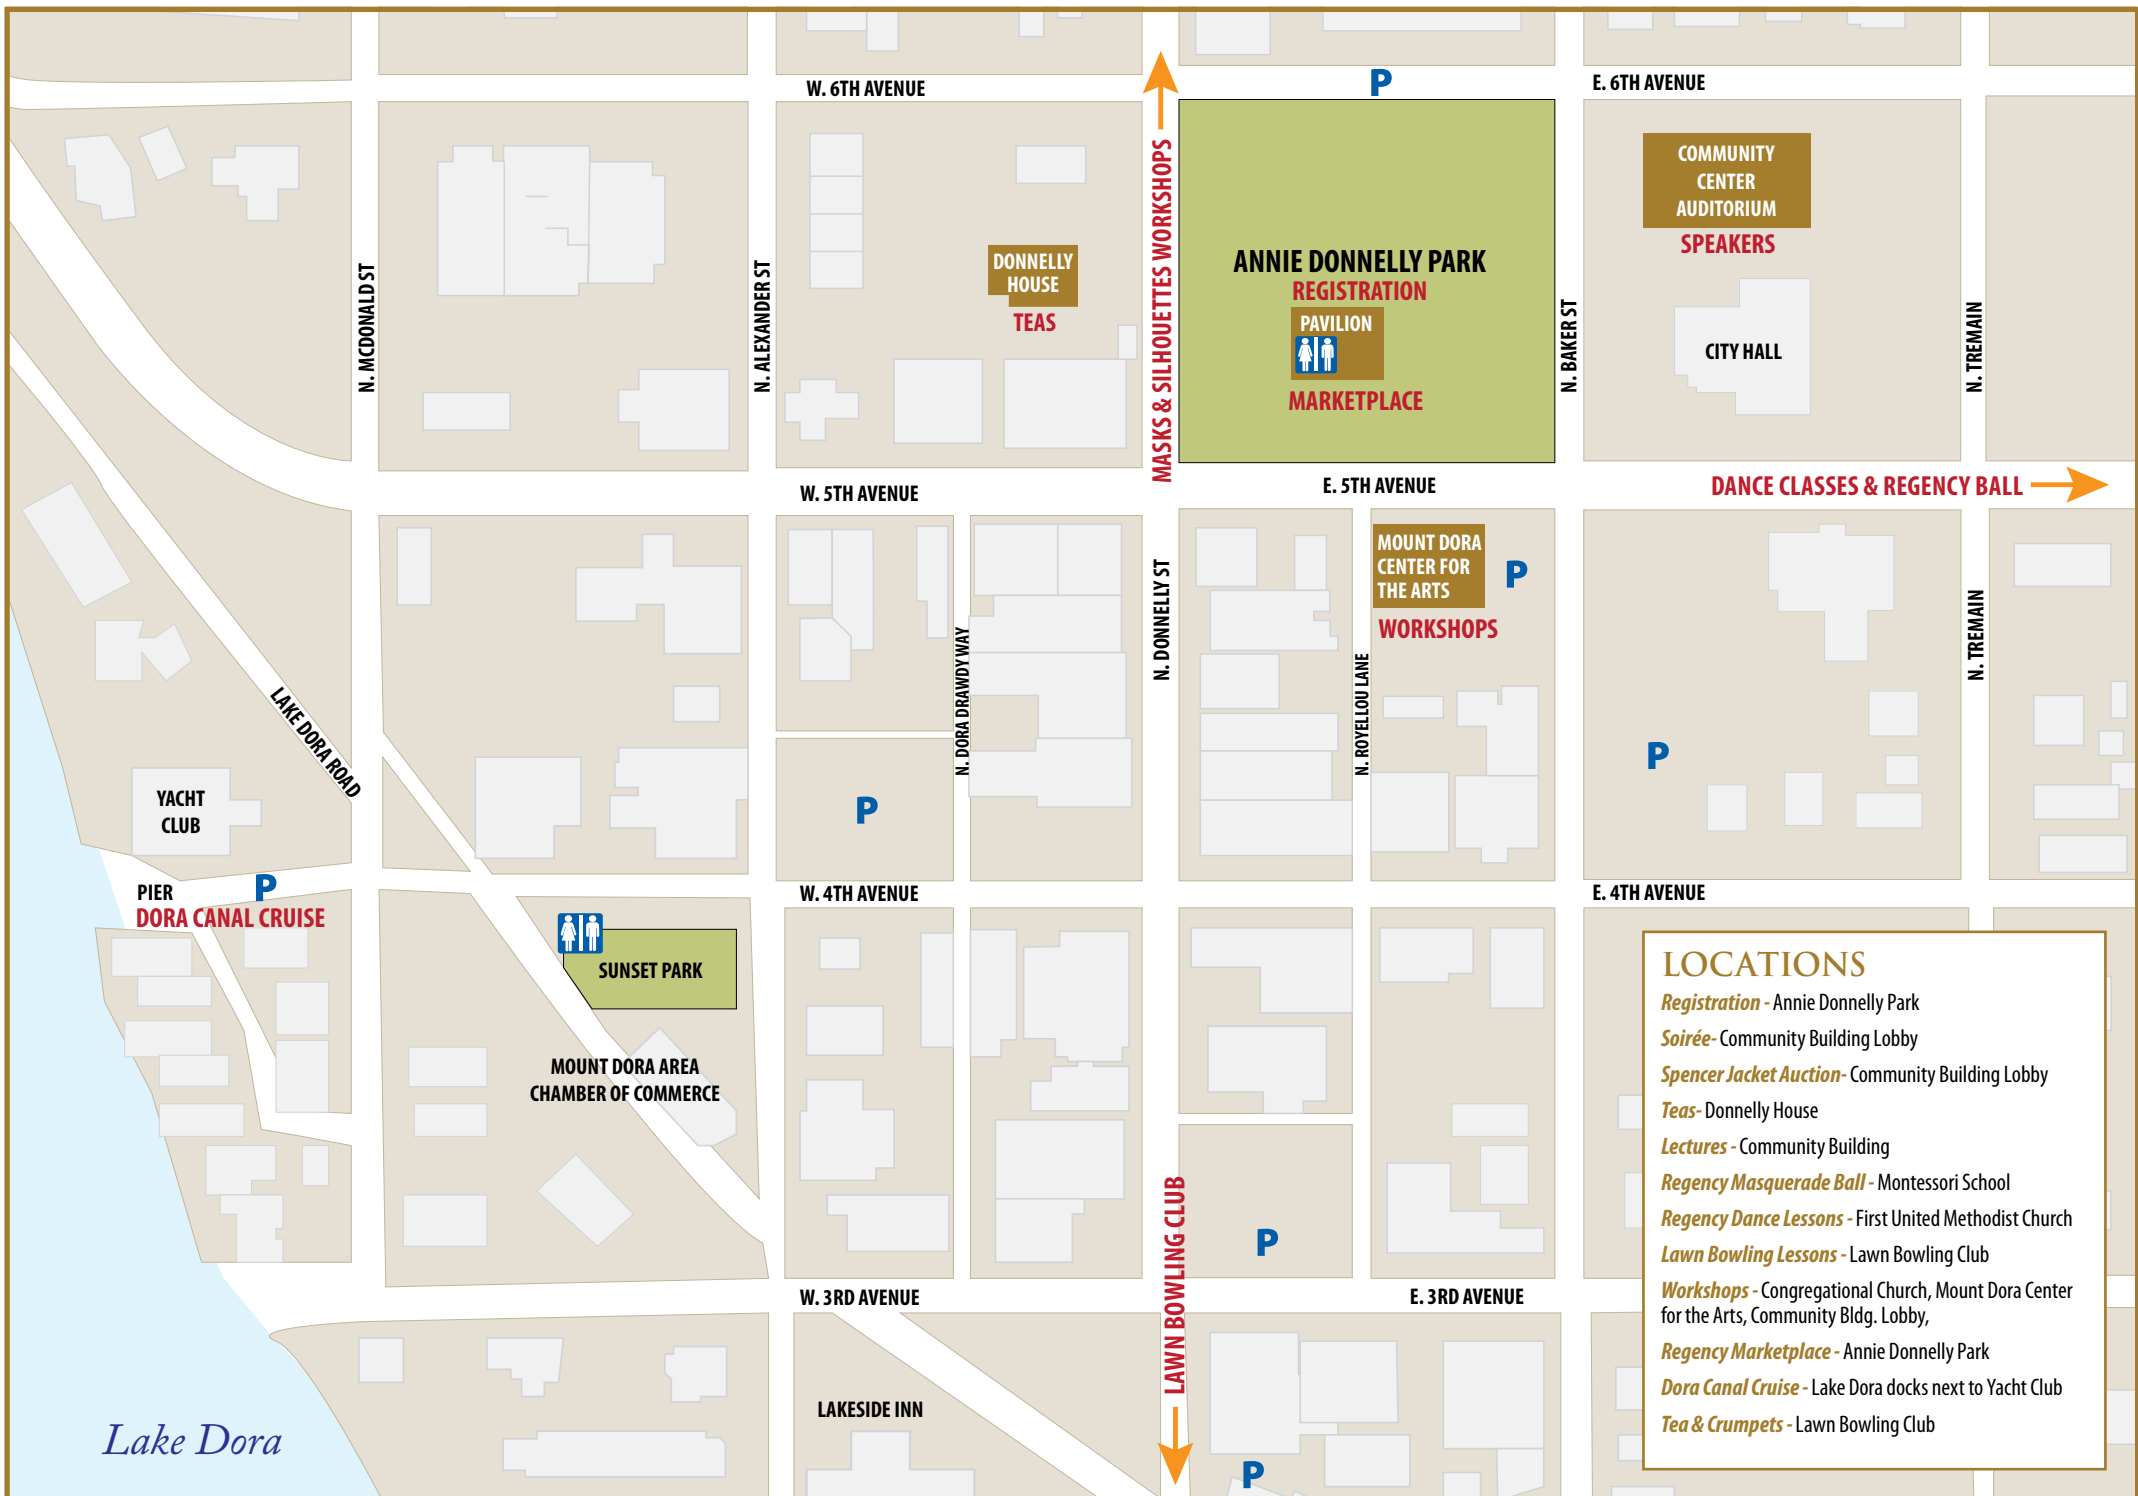 W. 6TH AVENUE
P
E. 6TH AVENUE
COMMUNITY
CENTER
AUDITORIUM
SPEAKERS
MASKS & SILHOUETTES WORKSHOPS
ANNIE DONNELLY PARK
REGISTRATION
PAVILION
MARKETPLACE
DONNELLY
HOUSE
TEAS
N. MCDONALD ST
N. ALEXANDER ST
N. BAKER ST
CITY HALL
N. TREMAIN
W. 5TH AVENUE
E. 5TH AVENUE
DANCE CLASSES & REGENCY BALL
MOUNT DORA
CENTER FOR
THE ARTS
P
WORKSHOPS
N. DONNELLY ST
N. DORA DRAWDY WAY
N. ROYELLOU LANE
N. TREMAIN
LAKE DORA ROAD
P
P
YACHT
CLUB
PIER
P
DORA CANAL CRUISE
W. 4TH AVENUE
E. 4TH AVENUE
SUNSET PARK
MOUNT DORA AREA
CHAMBER OF COMMERCE
LAWN BOWLING CLUB
P
W. 3RD AVENUE
E. 3RD AVENUE
LAKESIDE INN
P
Lake Dora
LOCATIONS
Registration - Annie Donnelly Park
Soirée- Community Building Lobby
Spencer Jacket Auction- Community Building Lobby
Teas- Donnelly House
Lectures - Community Building
Regency Masquerade Ball - Montessori School
Regency Dance Lessons - First United Methodist Church
Lawn Bowling Lessons - Lawn Bowling Club
Workshops - Congregational Church, Mount Dora Center
for the Arts, Community Bldg. Lobby,
Regency Marketplace - Annie Donnelly Park
Dora Canal Cruise - Lake Dora docks next to Yacht Club
Tea & Crumpets - Lawn Bowling Club